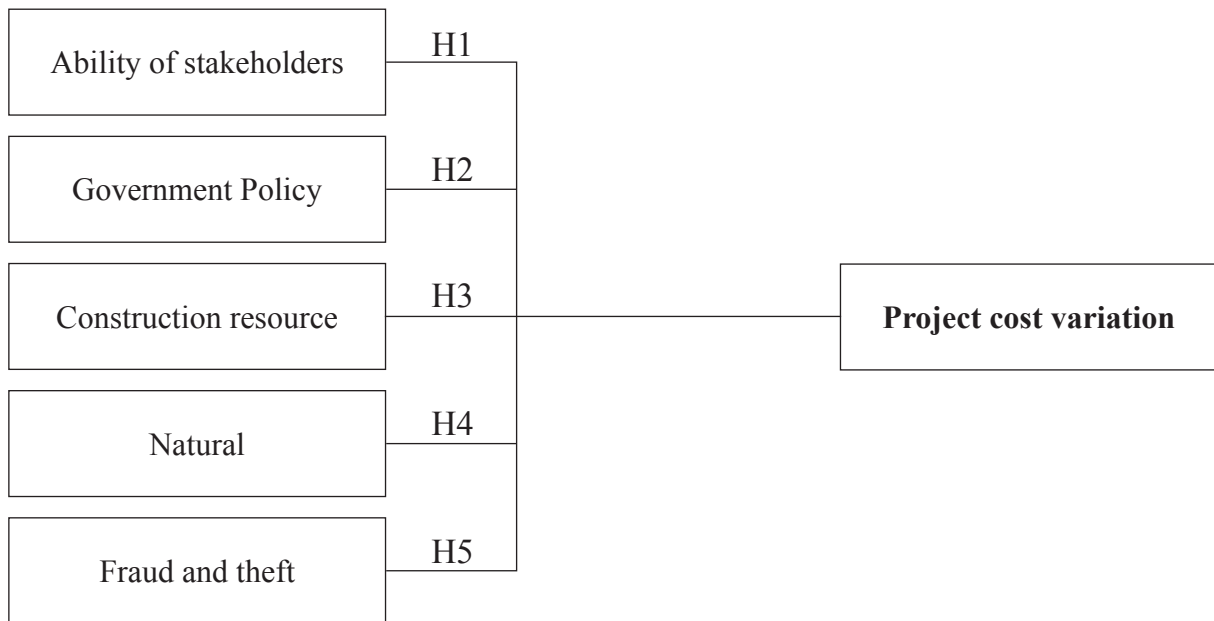 Ability of stakeholders
H1
Government Policy
H2
Construction resource
H3
Project cost variation
Natural
H4
Fraud and theft
H5